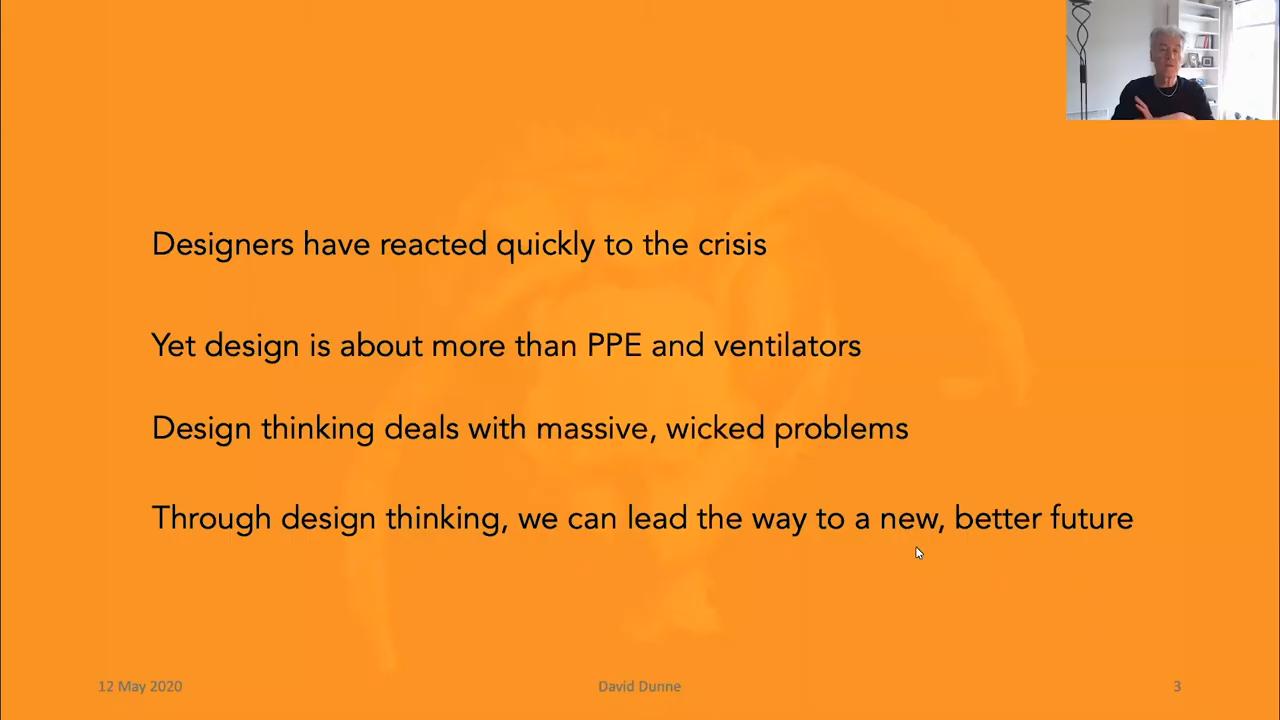 Designers have reacted quickly to the crisis
Yet design is about more than PPE and ventilators
Design thinking deals with massive, wicked problems
Through design thinking, we can lead the way to a new, better future
12 May 2020
David Dunne
3